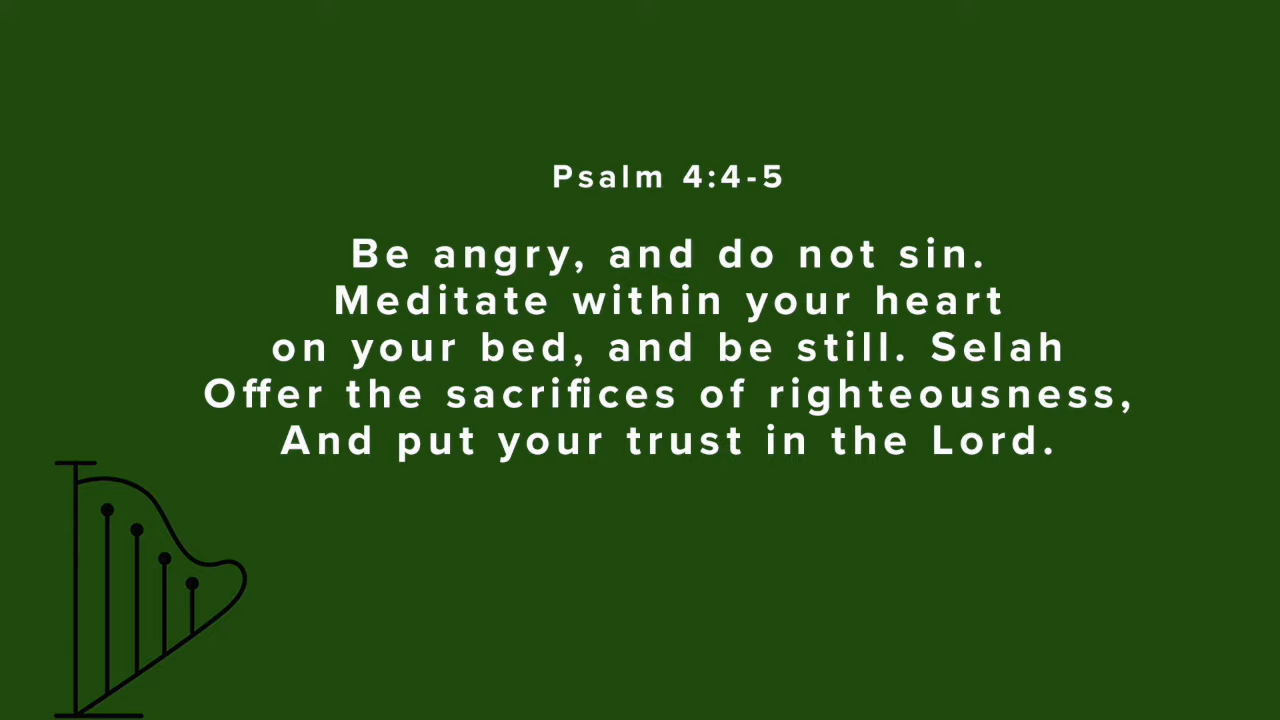 Psalm 4:4-5
Be angry, and do not sin.
Meditate within your heart
on your bed, and be still. Selah
Offer the sacrifices of righteousness,
And put your trust in the Lord.